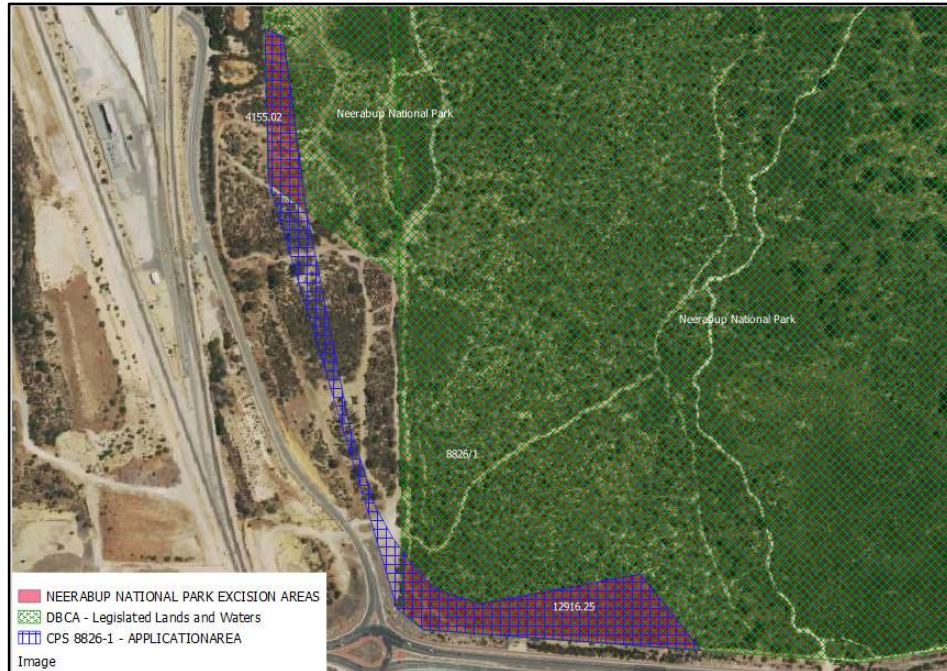 4155.02
Neerabup National Park
Neerabup National Park
8826/1
12916.25
NEERABUP NATIONAL PARK EXCISION AREAS
DBCA - Legislated Lands and Waters
CPS 8826-1 - APPLICATIONAREA
Image